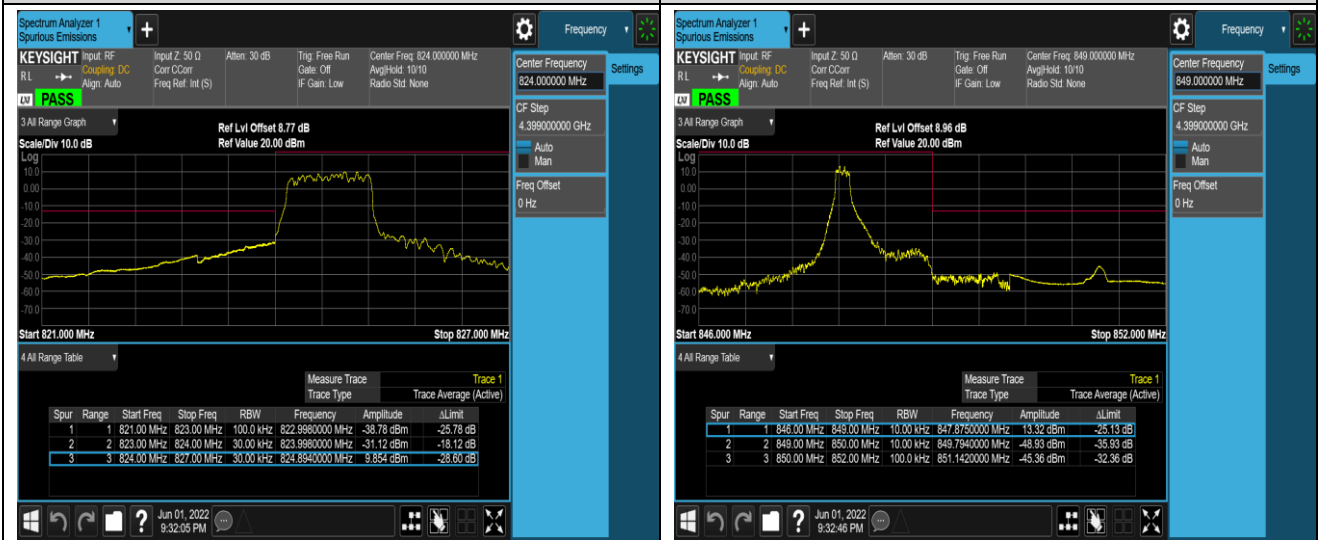 Spectrum Analyzer 1
Spurious Emissions
+
Frequency
KEYSIGHT Input: RF Input Z: 50 Ω Atten: 30 dB Trig: Free Run Center Freq: 824.000000 MHz
RL Coupling: DC Corr CCorr Gate: Off Avg|Hold: 10/10
Align: Auto Freq Ref: Int (S) IF Gain: Low Radio Std: None
LXI PASS
Center Frequency
824.000000 MHz
Settings
CF Step
4.399000000 GHz
Auto
Man
Freq Offset
0 Hz
3 All Range Graph
Ref Lvl Offset 8.77 dB
Scale/Div 10.0 dB Ref Value 20.00 dBm
Log
10.0
0.00
-10.0
-20.0
-30.0
-40.0
-50.0
-60.0
-70.0
Start 821.000 MHz Stop 827.000 MHz
4 All Range Table
Measure Trace Trace 1
Trace Type Trace Average (Active)
Spur Range Start Freq Stop Freq RBW Frequency Amplitude ΔLimit
1 1 821.00 MHz 823.00 MHz 100.0 kHz 822.9980000 MHz -38.78 dBm -25.78 dB
2 2 823.00 MHz 824.00 MHz 30.00 kHz 823.9980000 MHz -31.12 dBm -18.12 dB
3 3 824.00 MHz 827.00 MHz 30.00 kHz 824.8940000 MHz 9.854 dBm -28.60 dB
? Jun 01, 2022
9:32:05 PM
Spectrum Analyzer 1
Spurious Emissions
+
Frequency
KEYSIGHT Input: RF Input Z: 50 Ω Atten: 30 dB Trig: Free Run Center Freq: 849.000000 MHz
RL Coupling: DC Corr CCorr Gate: Off Avg|Hold: 10/10
Align: Auto Freq Ref: Int (S) IF Gain: Low Radio Std: None
LXI PASS
Center Frequency
849.000000 MHz
Settings
CF Step
4.399000000 GHz
Auto
Man
Freq Offset
0 Hz
3 All Range Graph
Ref Lvl Offset 8.96 dB
Scale/Div 10.0 dB Ref Value 20.00 dBm
Log
10.0
0.00
-10.0
-20.0
-30.0
-40.0
-50.0
-60.0
-70.0
Start 846.000 MHz Stop 852.000 MHz
4 All Range Table
Measure Trace Trace 1
Trace Type Trace Average (Active)
Spur Range Start Freq Stop Freq RBW Frequency Amplitude ΔLimit
1 1 846.00 MHz 849.00 MHz 10.00 kHz 847.8750000 MHz 13.32 dBm -25.13 dB
2 2 849.00 MHz 850.00 MHz 10.00 kHz 849.7940000 MHz -48.93 dBm -35.93 dB
3 3 850.00 MHz 852.00 MHz 100.0 kHz 851.1420000 MHz -45.36 dBm -32.36 dB
? Jun 01, 2022
9:32:46 PM